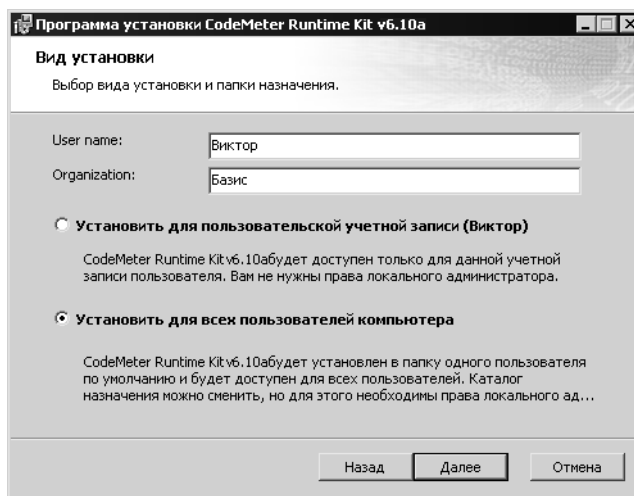 Программа установки CodeMeter Runtime Kit v6.10a
Вид установки
Выбор вида установки и папки назначения.
User name:
Виктор
Organization:
Базис
Установить для пользовательской учетной записи (Виктор)
CodeMeter Runtime Kitv6.10aбудет доступен только для данной учетной
записи пользователя. Вам не нужны права локального администратора.
Установить для всех пользователей компьютера
CodeMeter Runtime Kitv6.10aбудет установлен в папку одного пользователя
по умолчанию и будет доступен для всех пользователей. Каталог
назначения можно сменить, но для этого необходимы права локального ад...
Назад
Далее
Отмена